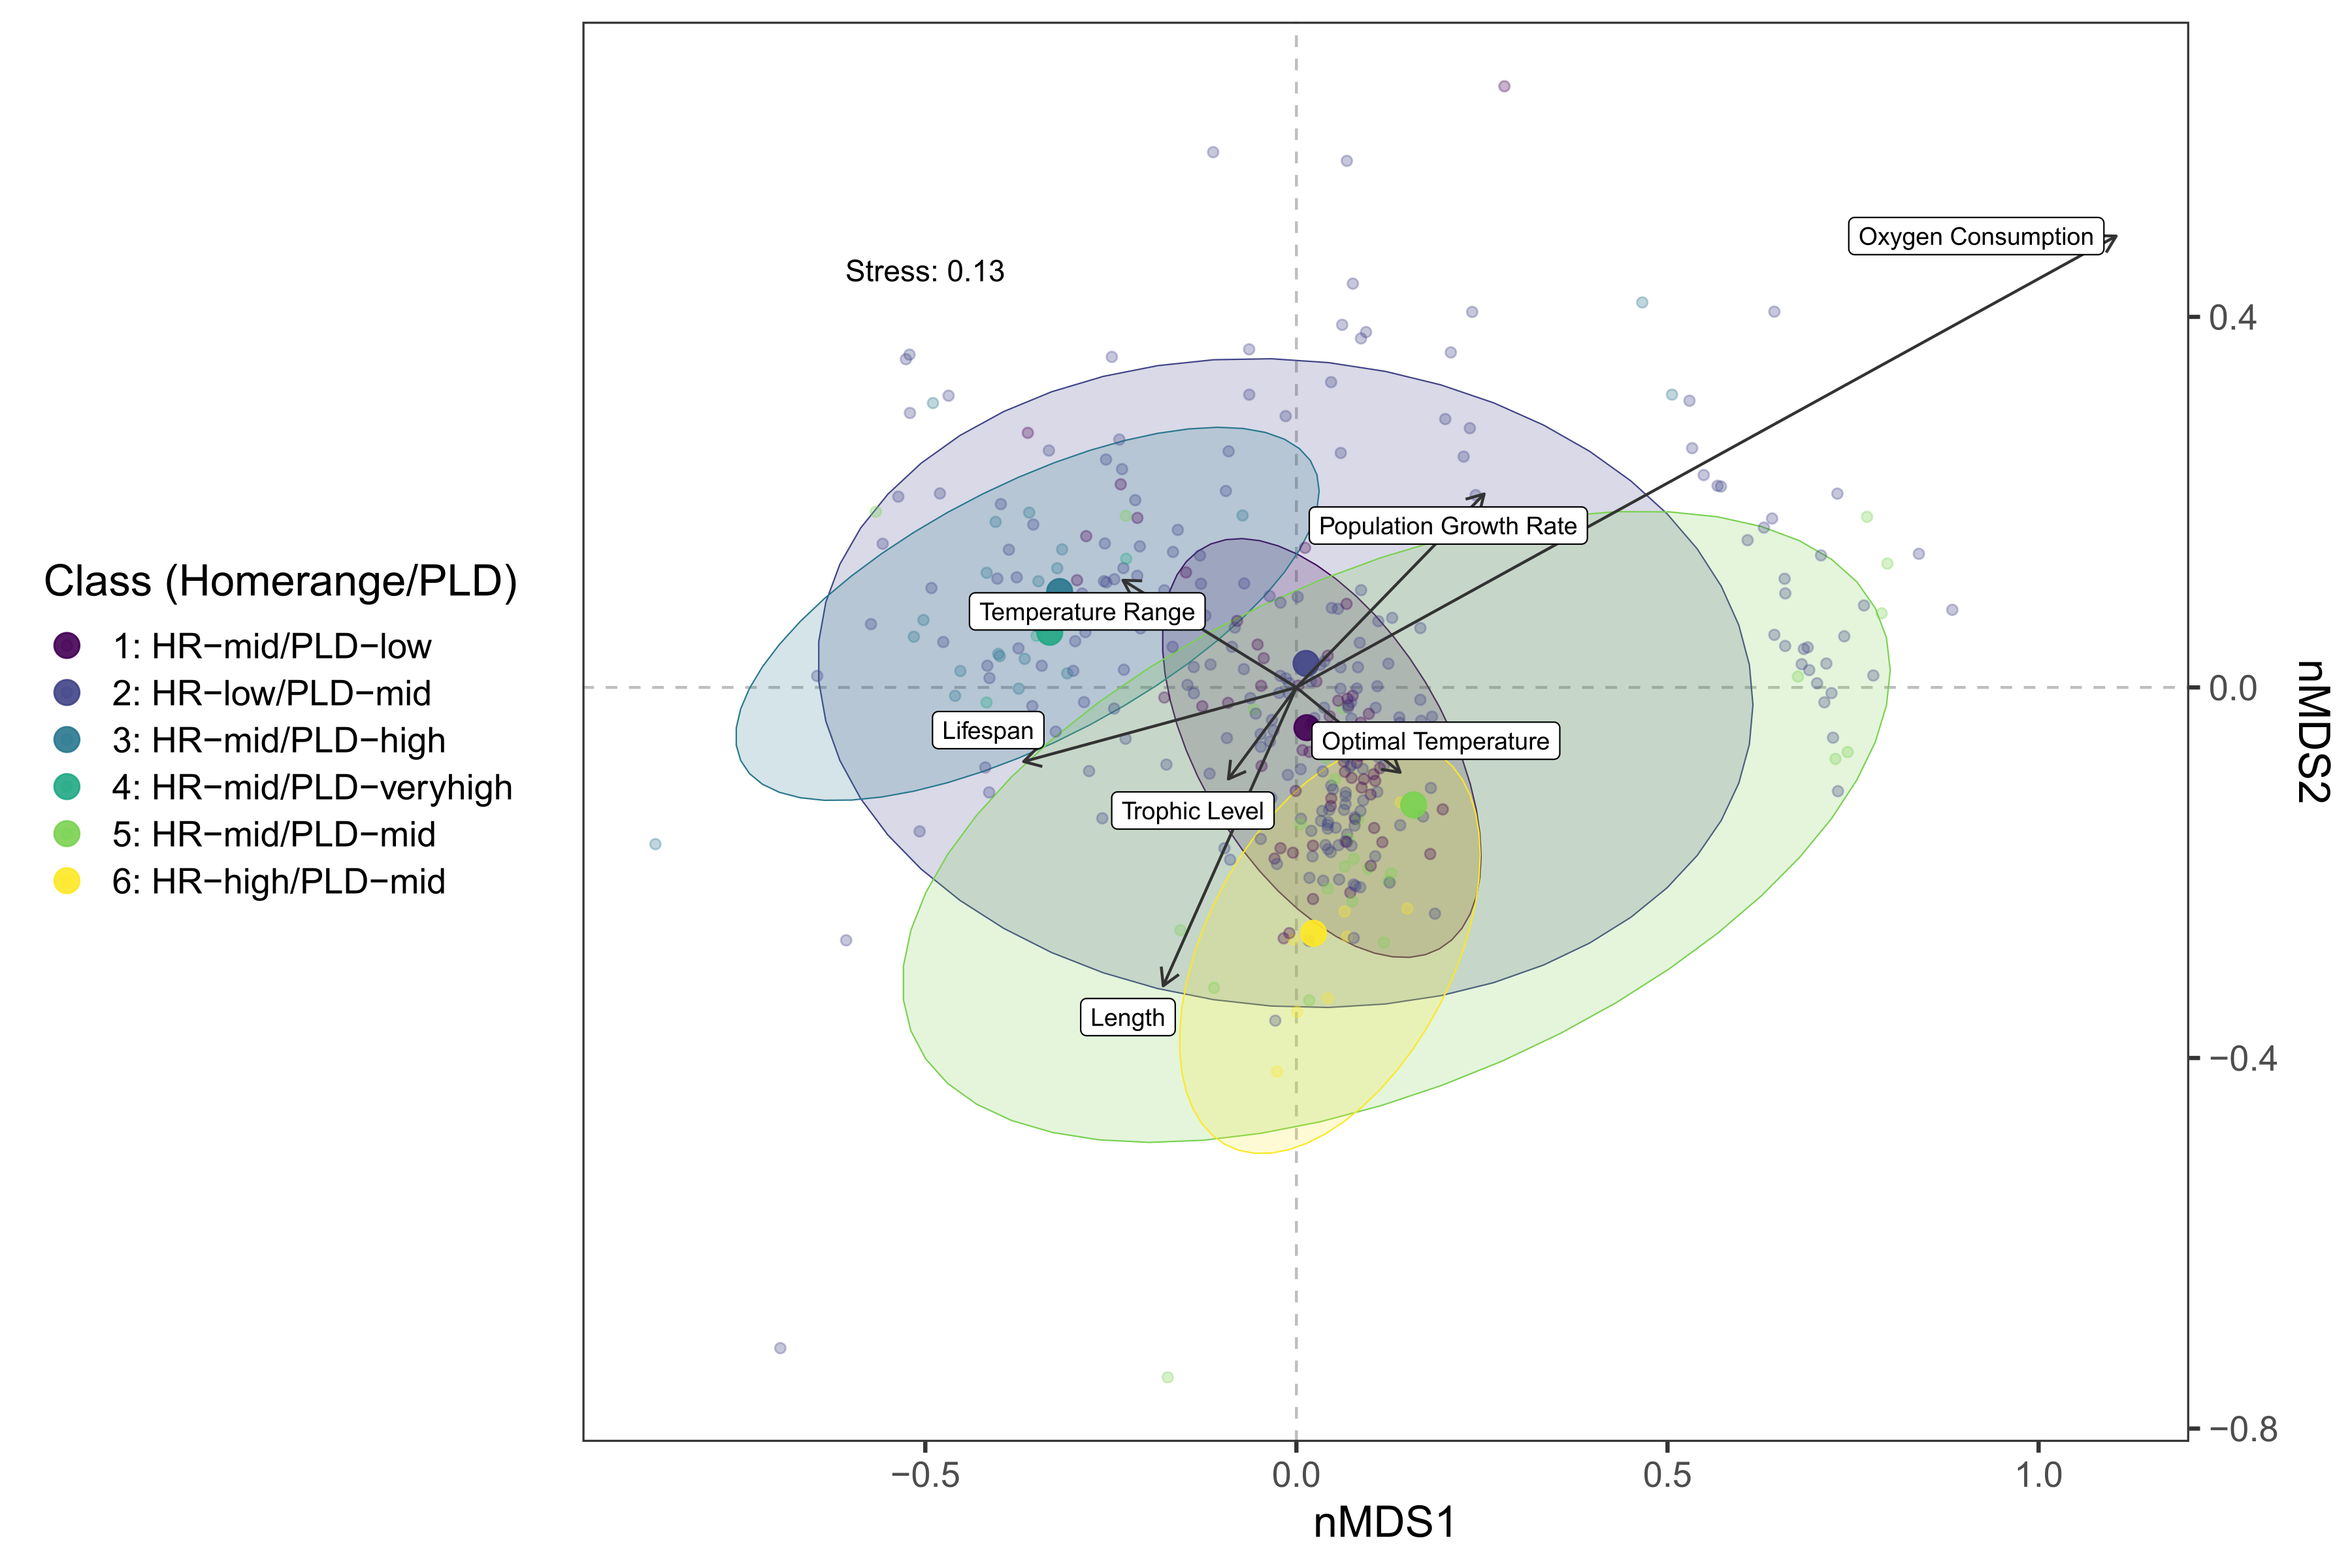 Stress: 0.13
Oxygen Consumption
Population Growth Rate
Temperature Range
Lifespan
Optimal Temperature
Trophic Level
Length
Class (Homerange/PLD)
1: HR−mid/PLD−low
2: HR−low/PLD−mid
3: HR−mid/PLD−high
4: HR−mid/PLD−veryhigh
5: HR−mid/PLD−mid
6: HR−high/PLD−mid
0.4
0.0
−0.4
−0.8
nMDS2
−0.5
0.0
0.5
1.0
nMDS1